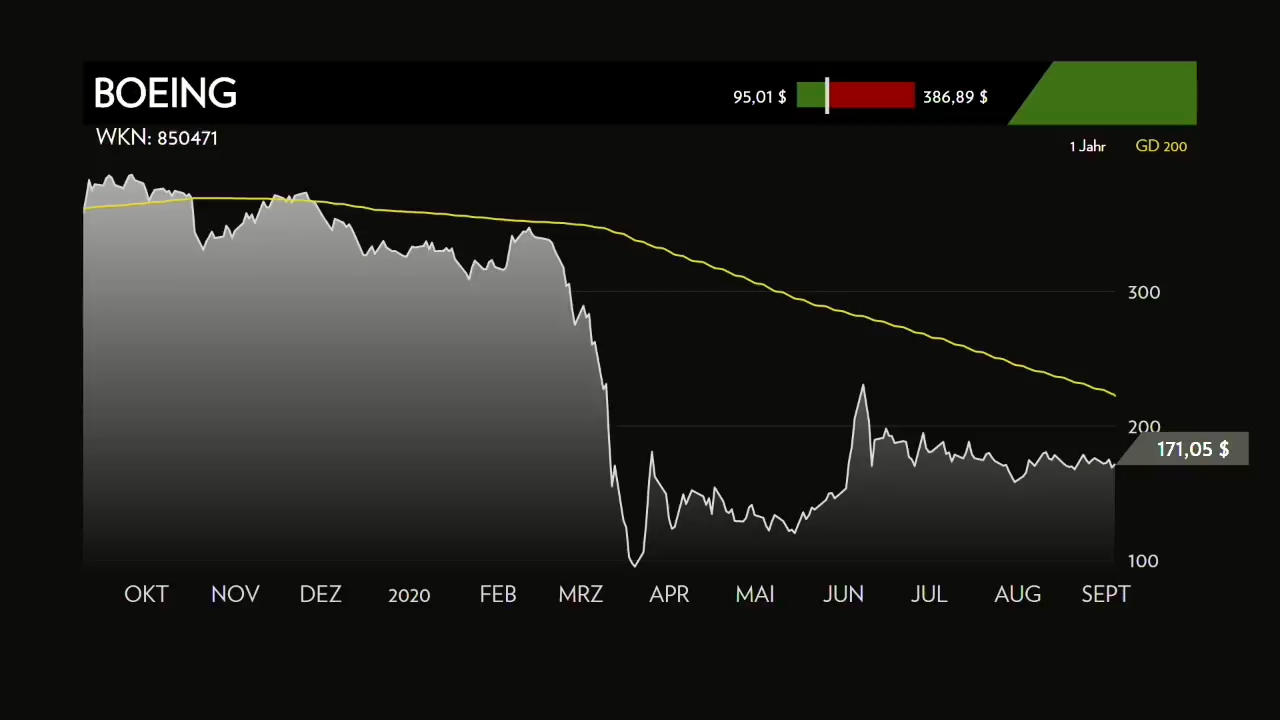 BOEING
95,01 $ 386,89 $
WKN: 850471
1 Jahr GD 200
300
200
171,05 $
100
OKT NOV DEZ 2020 FEB MRZ APR MAI JUN JUL AUG SEPT